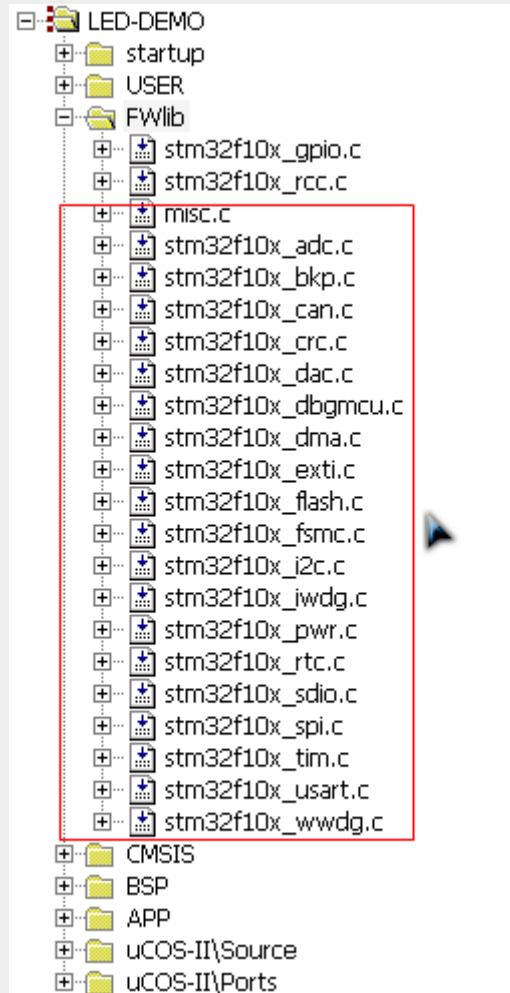 LED-DEMO
startup
USER
FWlib
stm32f10x_gpio.c
stm32f10x_rcc.c
misc.c
stm32f10x_adc.c
stm32f10x_bkp.c
stm32f10x_can.c
stm32f10x_crc.c
stm32f10x_dac.c
stm32f10x_dbgmcu.c
stm32f10x_dma.c
stm32f10x_exti.c
stm32f10x_flash.c
stm32f10x_fsmc.c
stm32f10x_i2c.c
stm32f10x_iwdg.c
stm32f10x_pwr.c
stm32f10x_rtc.c
stm32f10x_sdio.c
stm32f10x_spi.c
stm32f10x_tim.c
stm32f10x_usart.c
stm32f10x_wwdg.c
CMSIS
BSP
APP
uCOS-II\Source
uCOS-II\Ports